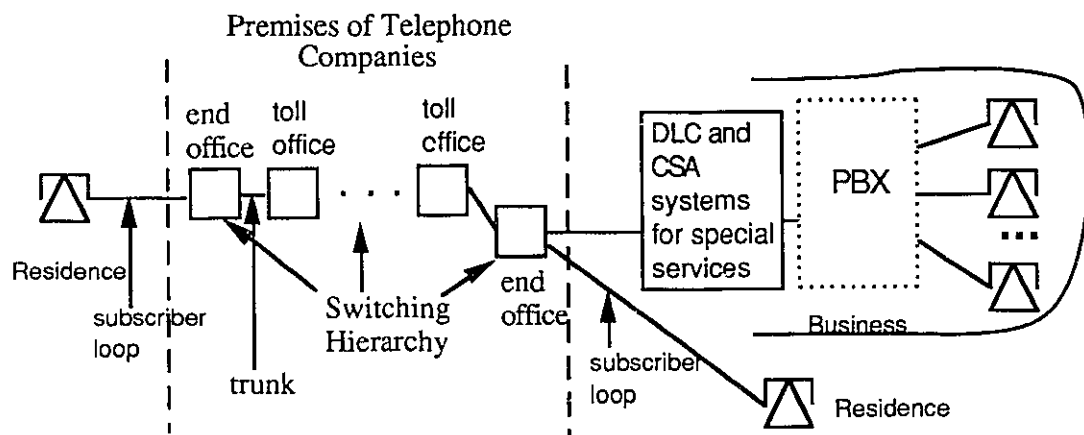 Premises of Telephone
Companies
end
office
toll
office
toll
cffice
DLC and
CSA
systems
for special
services
PBX
Residence
subscriber
loop
trunk
Switching
Hierarchy
end
office
subscriber
loop
Business
Residence